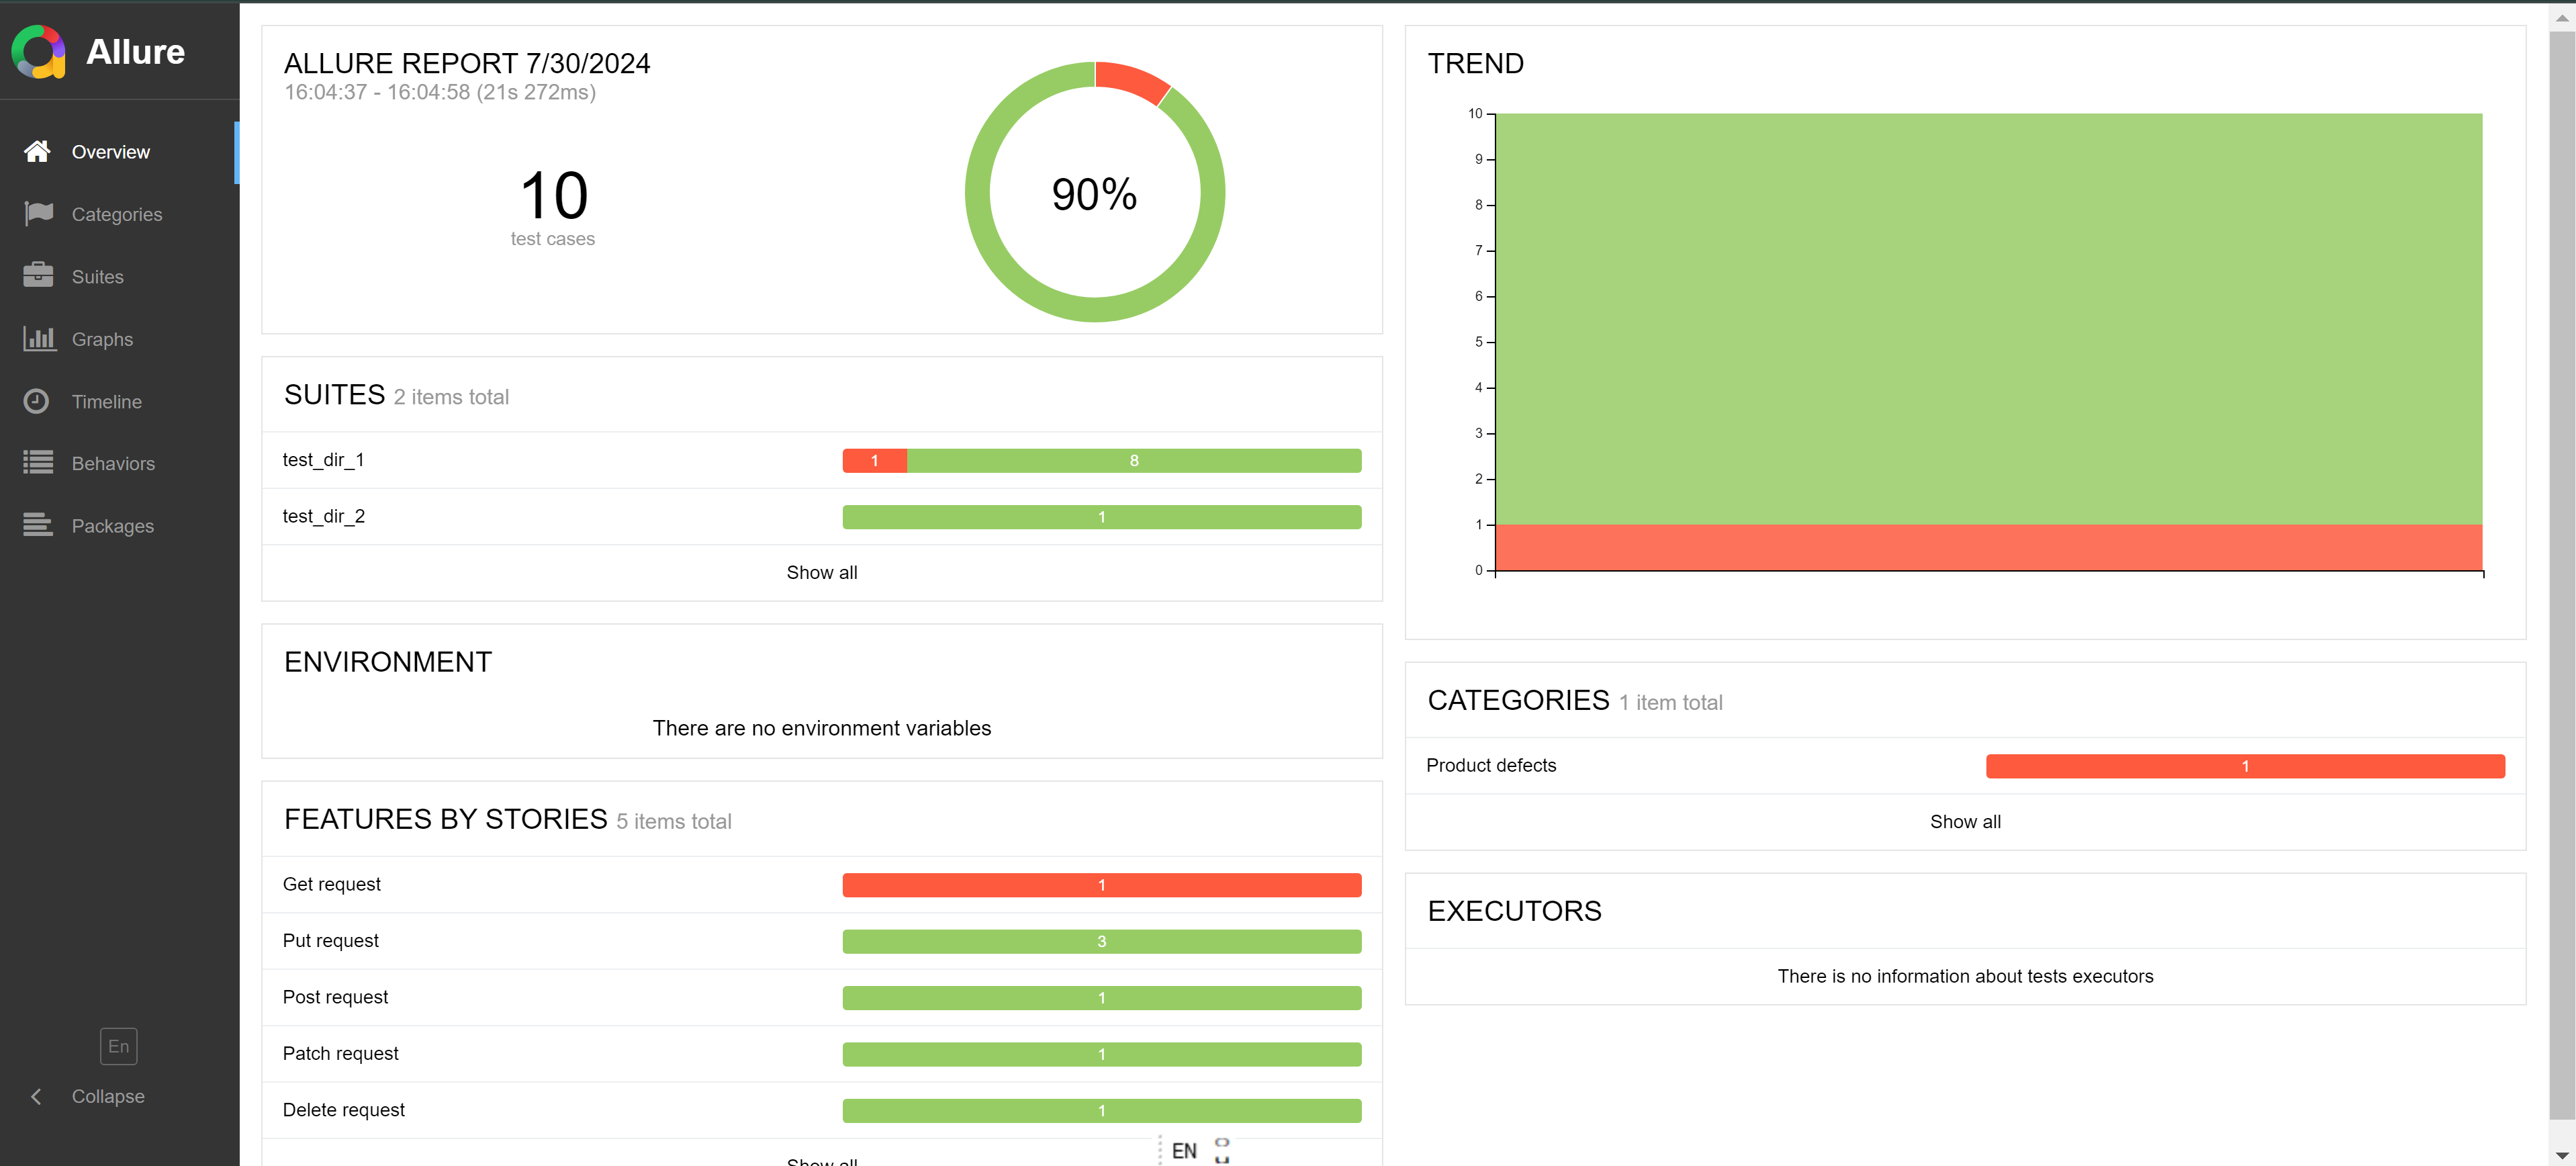 Allure
Overview
Categories
Suites
Graphs
Timeline
Behaviors
Packages
En
Collapse
ALLURE REPORT 7/30/2024
16:04:37 - 16:04:58 (21s 272ms)
10
test cases
90%
SUITES 2 items total
test_dir_1 1 8
test_dir_2 1
Show all
ENVIRONMENT
There are no environment variables
FEATURES BY STORIES 5 items total
Get request 1
Put request 3
Post request 1
Patch request 1
Delete request 1
Show all
EN
TREND
10
9
8
7
6
5
4
3
2
1
0
CATEGORIES 1 item total
Product defects 1
Show all
EXECUTORS
There is no information about tests executors